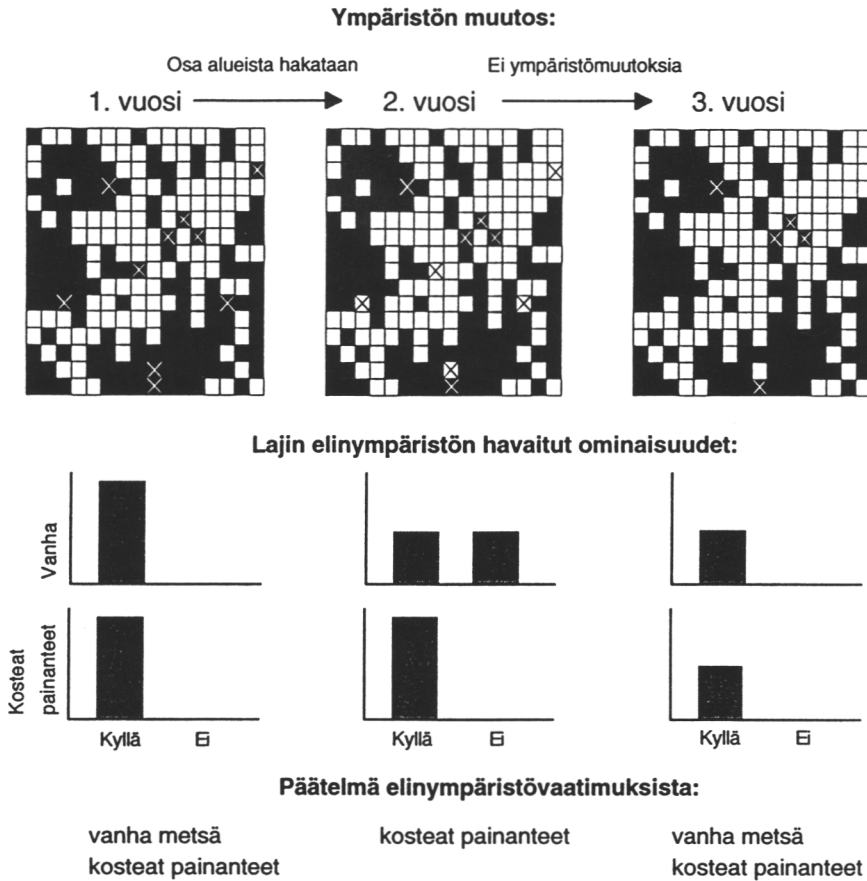 Ympäristön muutos:
Osa alueista hakataan
Ei ympäristömuutoksia
1. vuosi
2. vuosi
3. vuosi
Lajin elinympäristön havaitut ominaisuudet:
Vanha
Kosteat
painanteet
Kyllä
Ei
Kyllä
Ei
Kyllä
Ei
Päätelmä elinympäristövaatimuksista:
vanha metsä
kosteat painanteet
kosteat painanteet
vanha metsä
kosteat painanteet